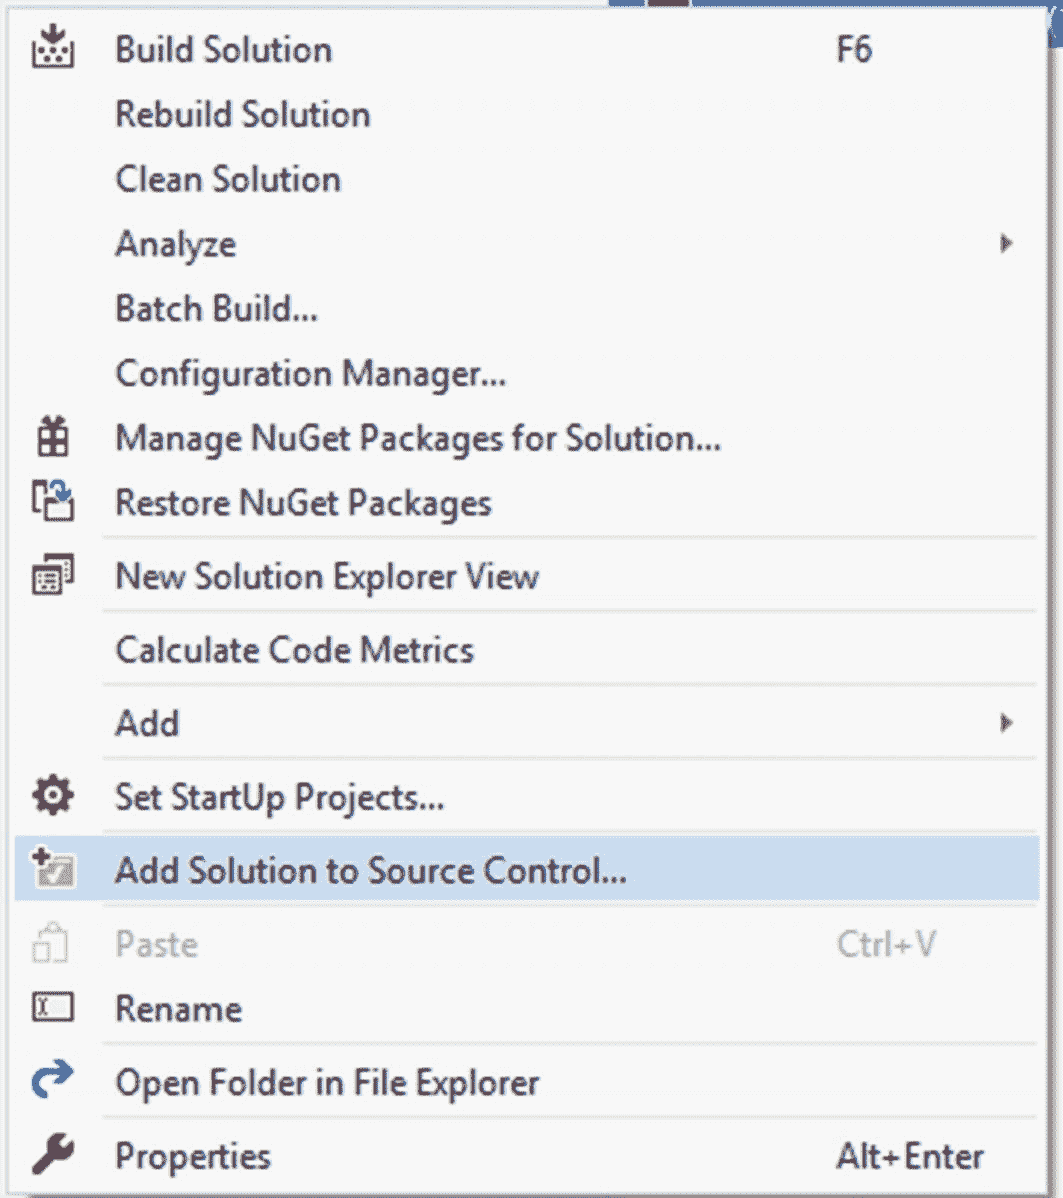 Build Solution F6
Rebuild Solution
Clean Solution
Analyze
Batch Build...
Configuration Manager...
Manage NuGet Packages for Solution...
Restore NuGet Packages
New Solution Explorer View
Calculate Code Metrics
Add
Set StartUp Projects...
Add Solution to Source Control...
Paste Ctrl+V
Rename
Open Folder in File Explorer
Properties Alt+Enter